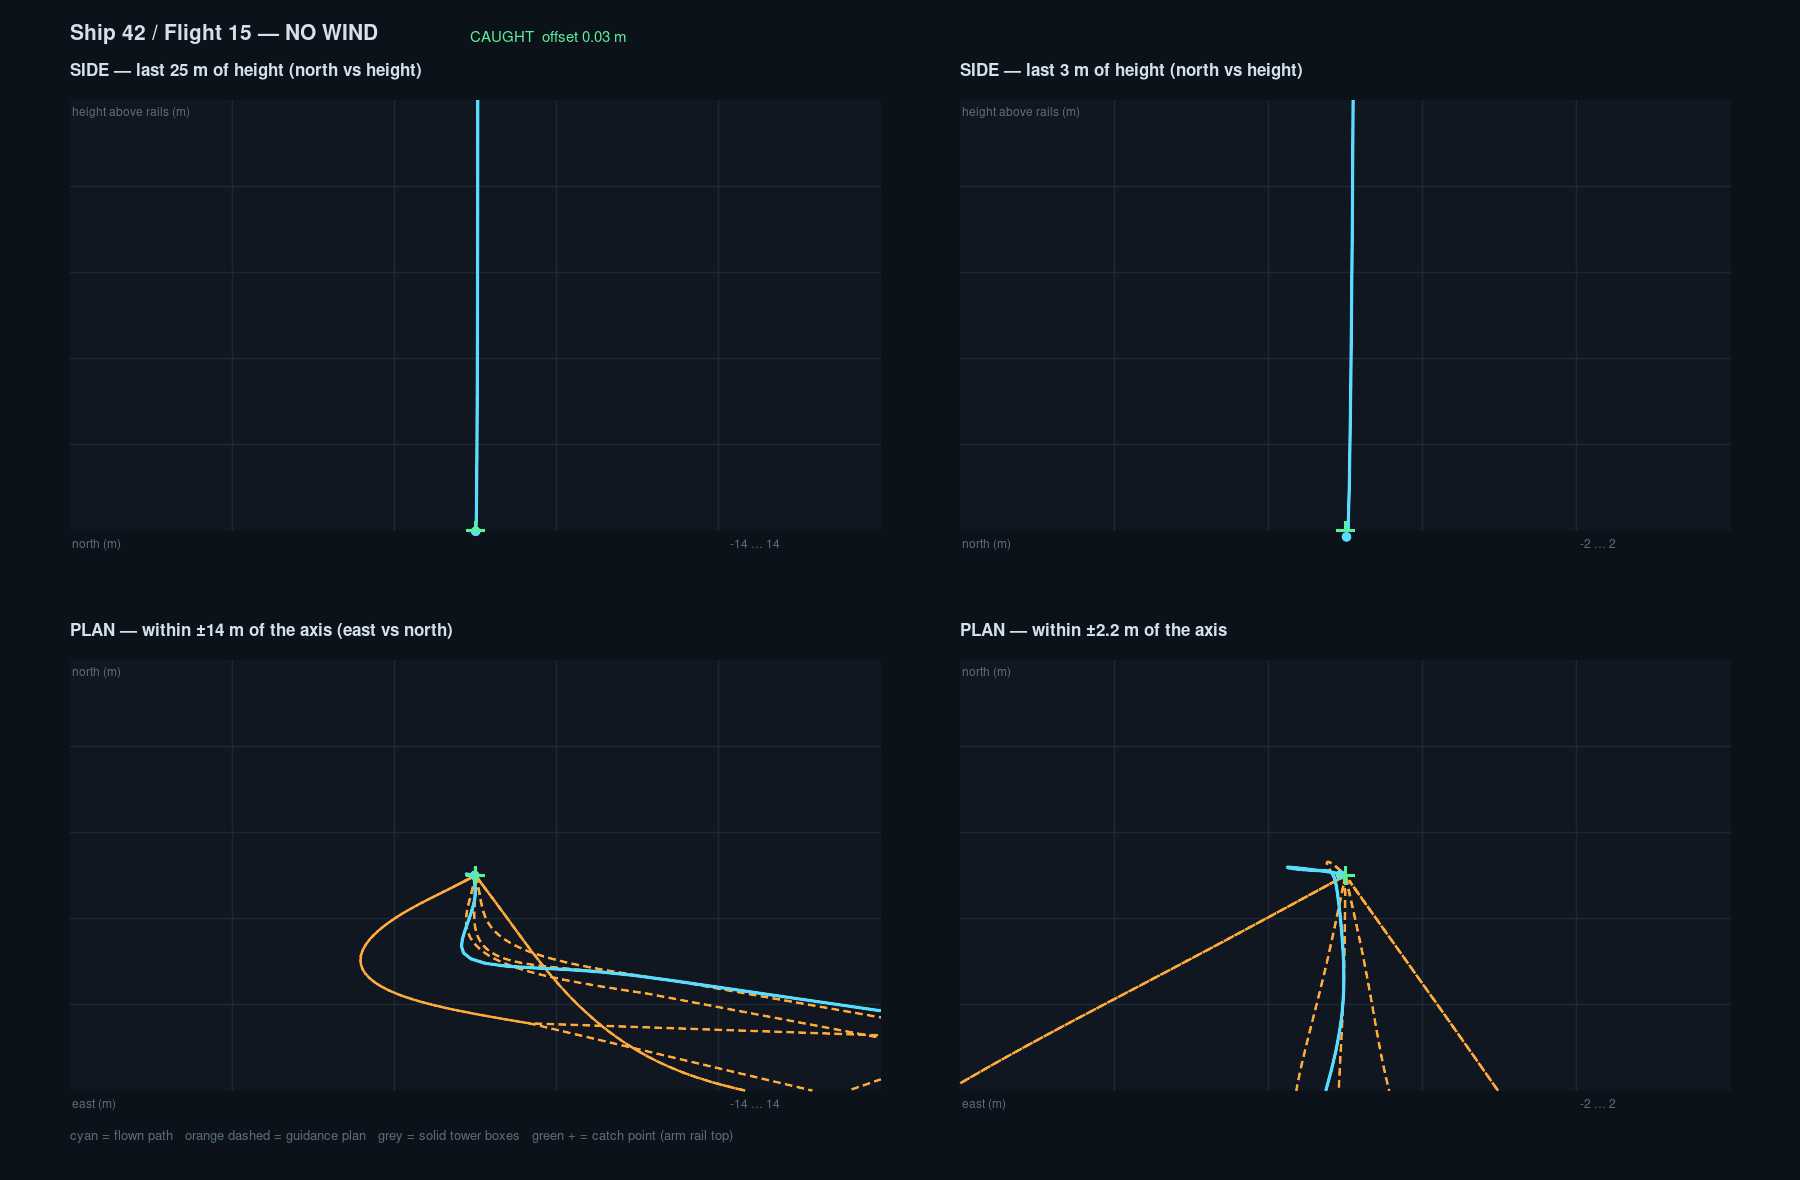 Ship 42 / Flight 15 — NO WIND
CAUGHT offset 0.03 m
SIDE — last 25 m of height (north vs height)
SIDE — last 3 m of height (north vs height)
height above rails (m)
height above rails (m)
north (m)
-14 … 14
north (m)
-2 … 2
PLAN — within ±14 m of the axis (east vs north)
PLAN — within ±2.2 m of the axis
north (m)
north (m)
east (m)
-14 … 14
east (m)
-2 … 2
cyan = flown path orange dashed = guidance plan grey = solid tower boxes green + = catch point (arm rail top)